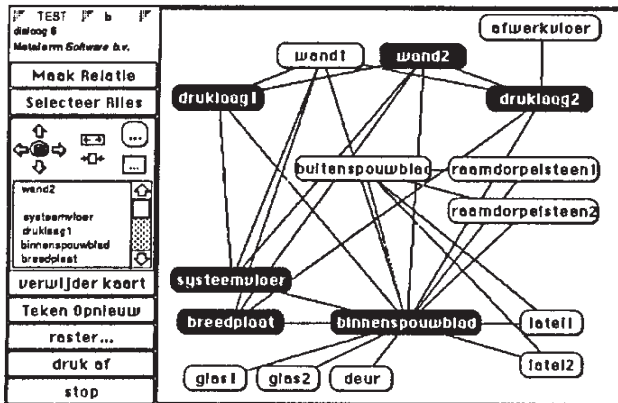 TEST b
dialoog 6
Metaform Software b.v.
Maak Relatie
Selecteer Alles
...
...
wand2
systeemvloer
druklaag1
binnenspouwblad
breedplaat
verwijder kaart
Teken Opnieuw
raster...
druk af
stop
afwerkvloer
wand1
wand2
druklaag1
druklaag2
buitenspouwblad
raamdorpelsteen1
raamdorpelsteen2
systeemvloer
breedplaat
binnenspouwblad
latei1
latei2
glas1
glas2
deur